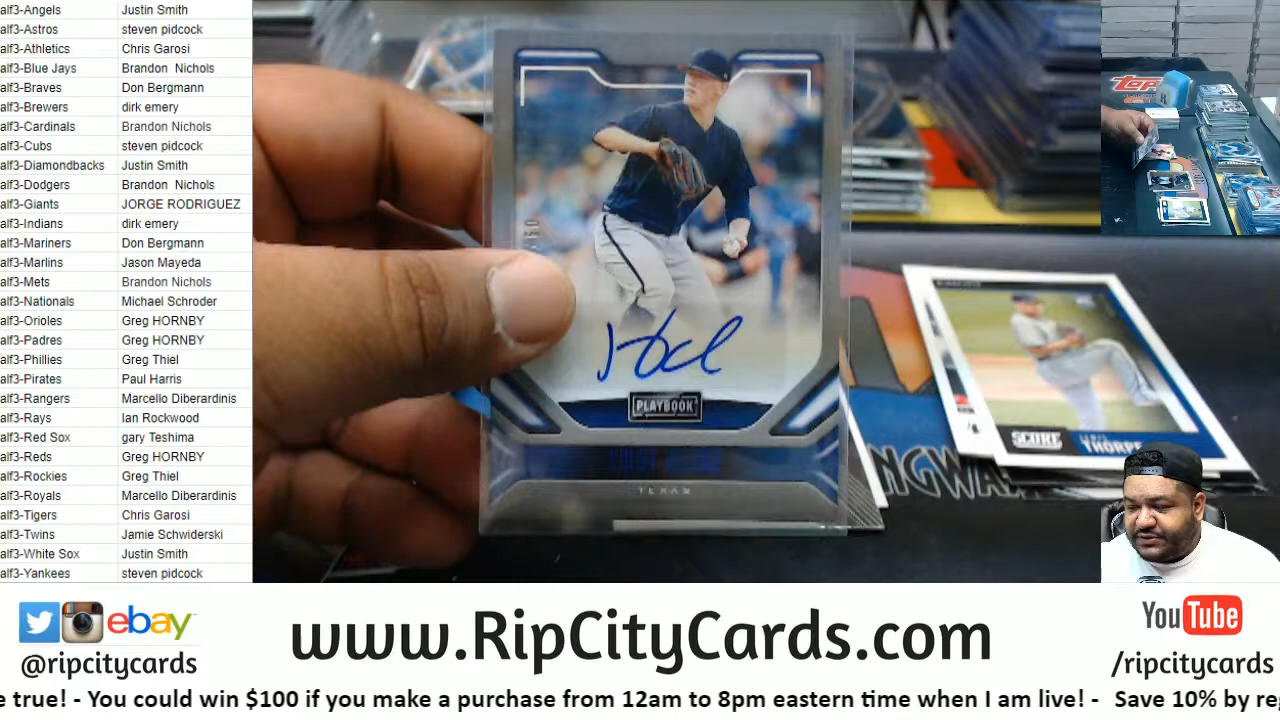 alf3-Angels Justin Smith
alf3-Astros steven pidcock
alf3-Athletics Chris Garosi
alf3-Blue Jays Brandon Nichols
alf3-Braves Don Bergmann
alf3-Brewers dirk emery
alf3-Cardinals Brandon Nichols
alf3-Cubs steven pidcock
alf3-Diamondbacks Justin Smith
alf3-Dodgers Brandon Nichols
alf3-Giants JORGE RODRIGUEZ
alf3-Indians dirk emery
alf3-Mariners Don Bergmann
alf3-Marlins Jason Mayeda
alf3-Mets Brandon Nichols
alf3-Nationals Michael Schroder
alf3-Orioles Greg HORNBY
alf3-Padres Greg HORNBY
alf3-Phillies Greg Thiel
alf3-Pirates Paul Harris
alf3-Rangers Marcello Diberardinis
alf3-Rays Ian Rockwood
alf3-Red Sox gary Teshima
alf3-Reds Greg HORNBY
alf3-Rockies Greg Thiel
alf3-Royals Marcello Diberardinis
alf3-Tigers Chris Garosi
alf3-Twins Jamie Schwiderski
alf3-White Sox Justin Smith
alf3-Yankees steven pidcock
PLAYBOOK
TEXAS
SCORE
THORPE
Topps
ebay
@ripcitycards
www.RipCityCards.com
YouTube
/ripcitycards
e true! - You could win $100 if you make a purchase from 12am to 8pm eastern time when I am live! - Save 10% by reg